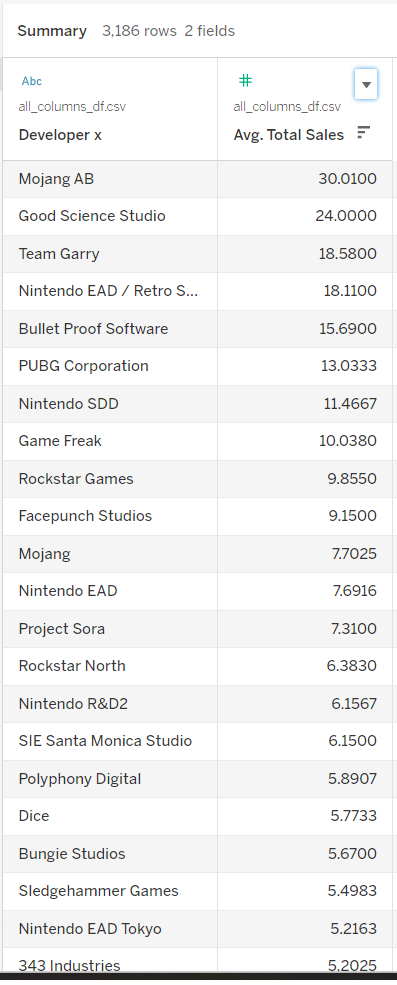 Summary 3,186 rows 2 fields
Abc #
all_columns_df.csv all_columns_df.csv
Developer x Avg. Total Sales
Mojang AB 30.0100
Good Science Studio 24.0000
Team Garry 18.5800
Nintendo EAD / Retro S... 18.1100
Bullet Proof Software 15.6900
PUBG Corporation 13.0333
Nintendo SDD 11.4667
Game Freak 10.0380
Rockstar Games 9.8550
Facepunch Studios 9.1500
Mojang 7.7025
Nintendo EAD 7.6916
Project Sora 7.3100
Rockstar North 6.3830
Nintendo R&D2 6.1567
SIE Santa Monica Studio 6.1500
Polyphony Digital 5.8907
Dice 5.7733
Bungie Studios 5.6700
Sledgehammer Games 5.4983
Nintendo EAD Tokyo 5.2163
343 Industries 5.2025